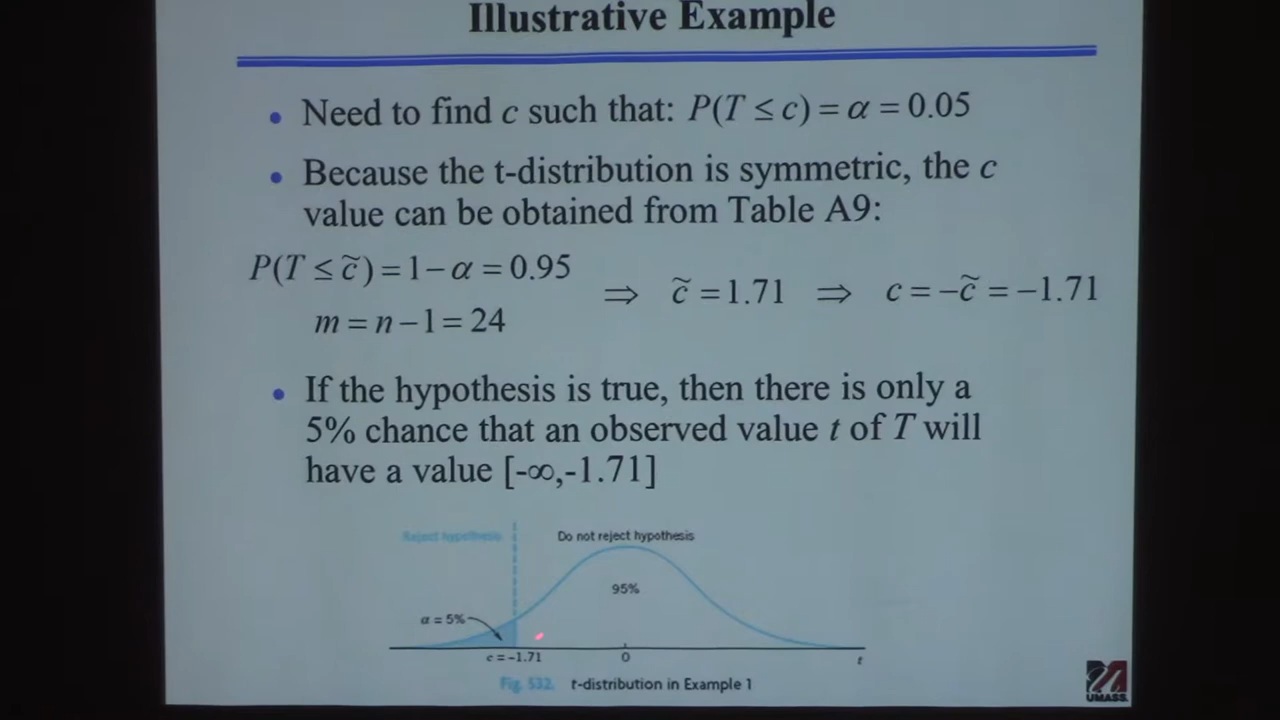 Illustrative Example
• Need to find c such that: P(T ≤ c) = α = 0.05
• Because the t-distribution is symmetric, the c
value can be obtained from Table A9:
P(T ≤ c̃) = 1 − α = 0.95
m = n − 1 = 24
⇒ c̃ = 1.71 ⇒ c = −c̃ = −1.71
• If the hypothesis is true, then there is only a
5% chance that an observed value t of T will
have a value [-∞,-1.71]
Reject hypothesis
Do not reject hypothesis
95%
α = 5%
c = −1.71
0
t
Fig. 532. t-distribution in Example 1
UMASS